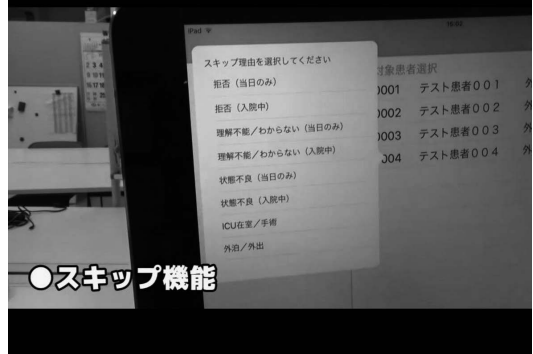 iPad
16:02
スキップ理由を選択してください
拒否（当日のみ）
拒否（入院中）
理解不能／わからない（当日のみ）
理解不能／わからない（入院中）
状態不良（当日のみ）
状態不良（入院中）
ICU在室／手術
外泊／外出
対象患者選択
0001 テスト患者００１ 外
0002 テスト患者００２ 外
0003 テスト患者００３ 外
004 テスト患者００４ 外
●スキップ機能